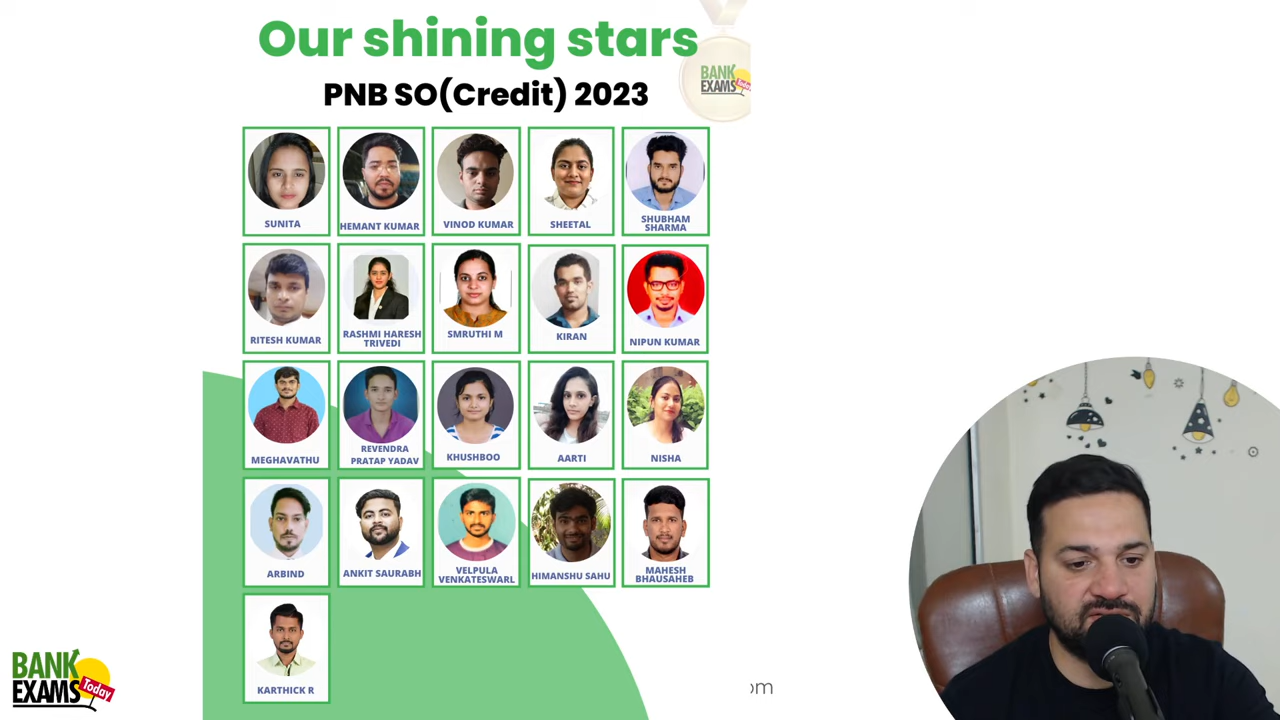 Our shining stars
PNB SO(Credit) 2023
BANK
EXAMS
Today
SUNITA
HEMANT KUMAR
VINOD KUMAR
SHEETAL
SHUBHAM
SHARMA
RITESH KUMAR
RASHMI HARESH
TRIVEDI
SMRUTHI M
KIRAN
NIPUN KUMAR
MEGHAVATHU
REVENDRA
PRATAP YADAV
KHUSHBOO
AARTI
NISHA
ARBIND
ANKIT SAURABH
VELPULA
VENKATESWARL
HIMANSHU SAHU
MAHESH
BHAUSAHEB
KARTHICK R
BANK
EXAMS
Today
om